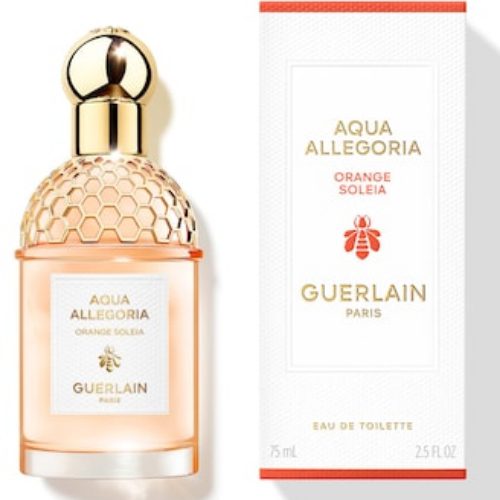 AQUA
ALLEGORIA
ORANGE SOLEIA
GUERLAIN
PARIS
AQUA
ALLEGORIA
ORANGE
SOLEIA
GUERLAIN
PARIS
EAU DE TOILETTE
75 mL 2.5 FL OZ